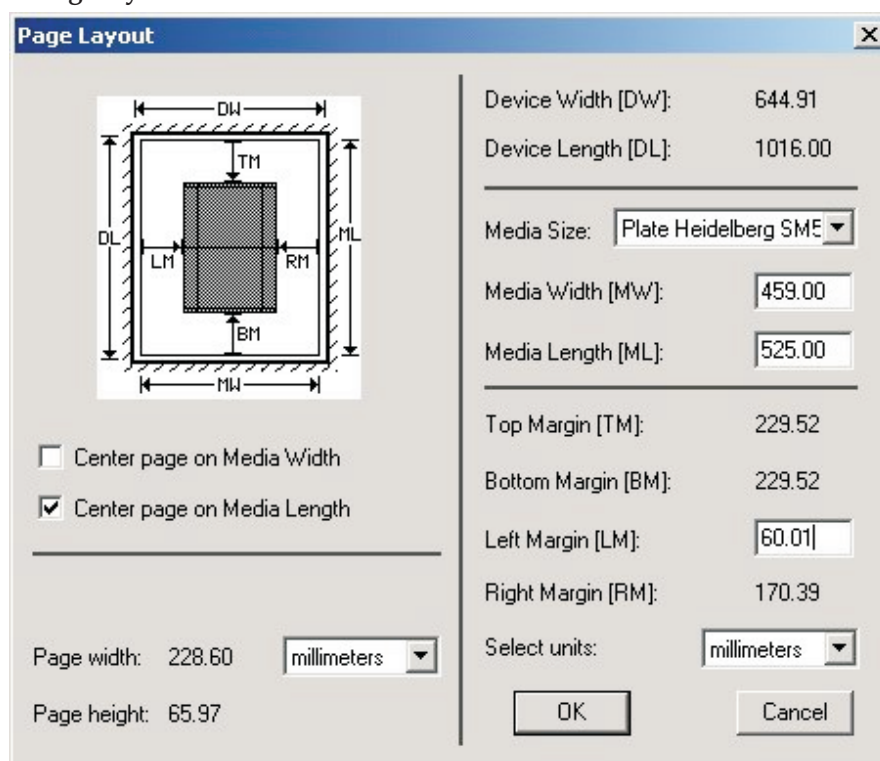 Page Layout
DW
TM
DL
ML
LM
RM
BM
MW
Center page on Media Width
Center page on Media Length
Page width: 228.60 millimeters
Page height: 65.97
Device Width [DW]: 644.91
Device Length [DL]: 1016.00
Media Size: Plate Heidelberg SM5
Media Width [MW]: 459.00
Media Length [ML]: 525.00
Top Margin [TM]: 229.52
Bottom Margin [BM]: 229.52
Left Margin [LM]: 60.01
Right Margin [RM]: 170.39
Select units: millimeters
OK Cancel